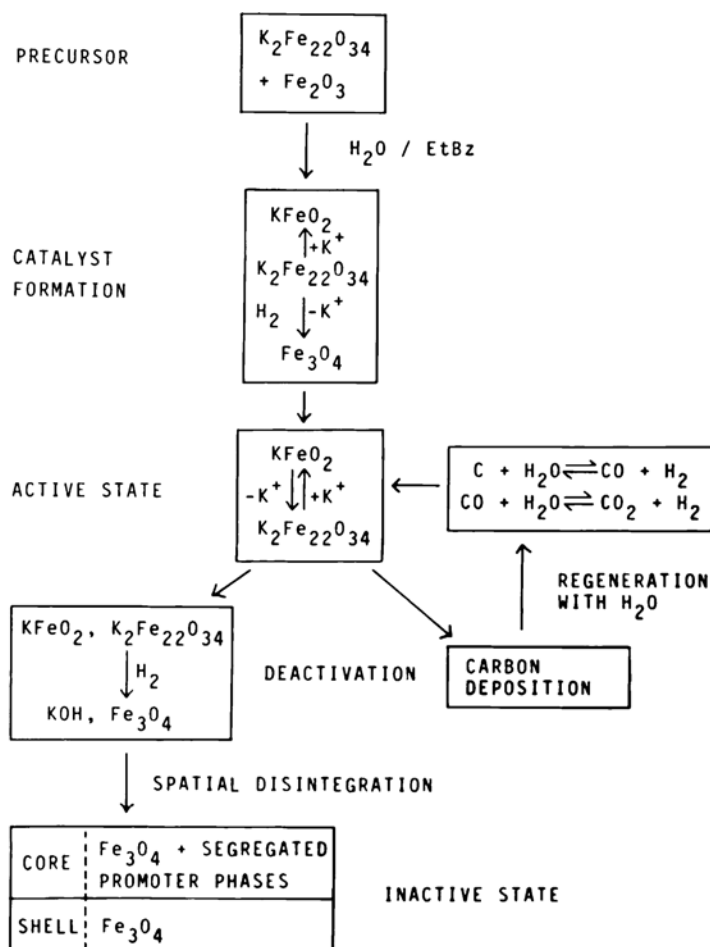 PRECURSOR
K₂Fe₂₂O₃₄
+ Fe₂O₃
H₂O / EtBz
CATALYST
FORMATION
KFeO₂
↑+K⁺
K₂Fe₂₂O₃₄
H₂ ↓-K⁺
Fe₃O₄
ACTIVE STATE
KFeO₂
-K⁺ ↓↑ +K⁺
K₂Fe₂₂O₃₄
C + H₂O ⇌ CO + H₂
CO + H₂O ⇌ CO₂ + H₂
REGENERATION
WITH H₂O
KFeO₂, K₂Fe₂₂O₃₄
↓ H₂
KOH, Fe₃O₄
DEACTIVATION
CARBON
DEPOSITION
SPATIAL DISINTEGRATION
CORE Fe₃O₄ + SEGREGATED
PROMOTER PHASES
SHELL Fe₃O₄
INACTIVE STATE